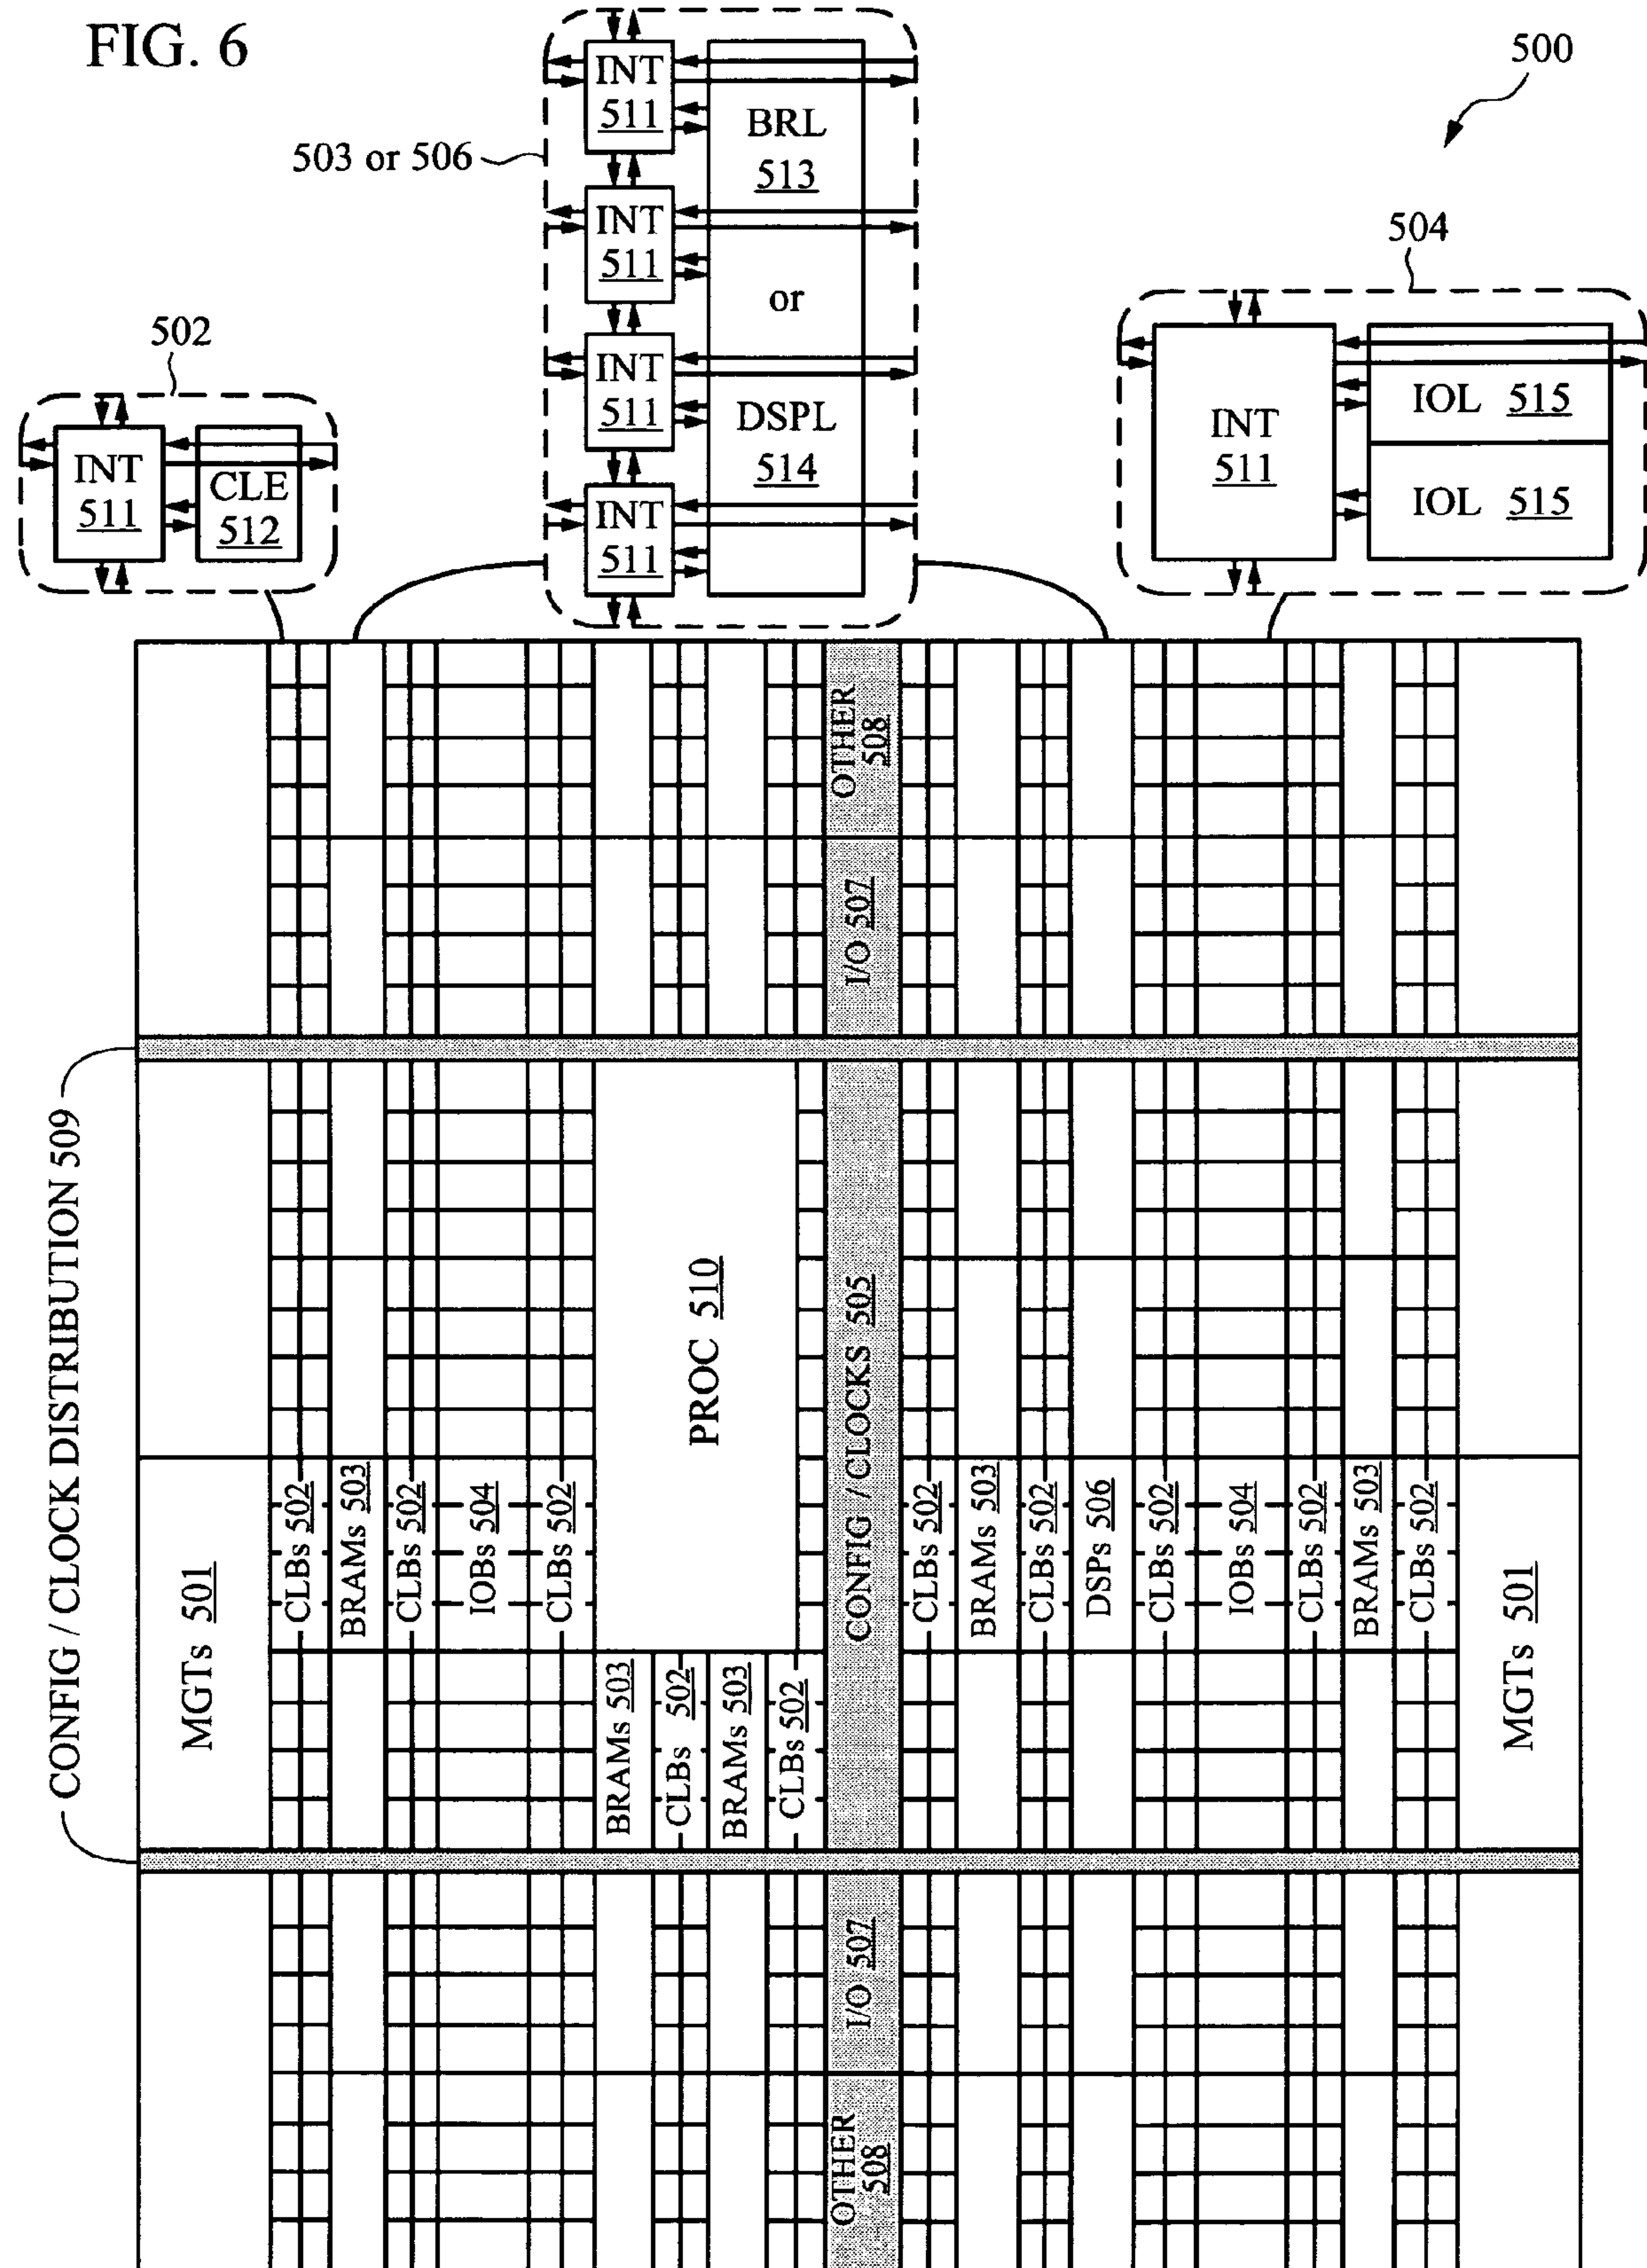 FIG. 6
500
503 or 506
INT
511
INT
511
INT
511
INT
511
BRL
513
or
DSPL
514
504
INT
511
IOL 515
IOL 515
502
INT
511
CLE
512
OTHER
508
I/O 507
CONFIG / CLOCK DISTRIBUTION 509
PROC 510
CONFIG / CLOCKS 505
MGTs 501
CLBs 502
BRAMs 503
CLBs 502
IOBs 504
CLBs 502
BRAMs 503
CLBs 502
BRAMs 503
CLBs 502
CLBs 502
BRAMs 503
CLBs 502
DSPs 506
CLBs 502
IOBs 504
CLBs 502
BRAMs 503
CLBs 502
MGTs 501
I/O 507
OTHER
508